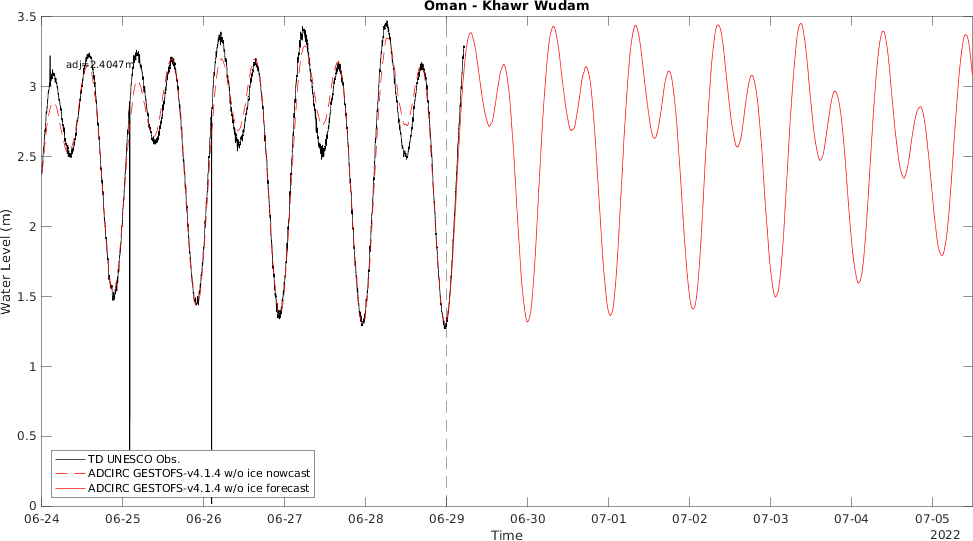 Oman - Khawr Wudam
3.5
adj=2.4047m
3
2.5
2
1.5
1
0.5
0
Water Level (m)
TD UNESCO Obs.
ADCIRC GESTOFS-v4.1.4 w/o ice nowcast
ADCIRC GESTOFS-v4.1.4 w/o ice forecast
06-24 06-25 06-26 06-27 06-28 06-29 06-30 07-01 07-02 07-03 07-04 07-05
Time
2022